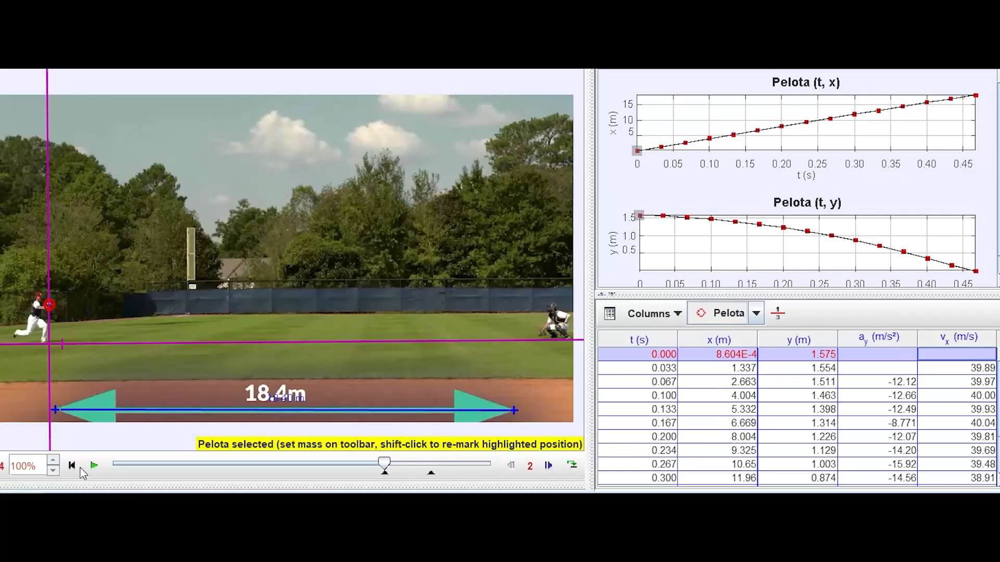 Pelota (t, x)
15
10
5
x (m)
0 0.05 0.10 0.15 0.20 0.25 0.30 0.35 0.40 0.45
t (s)
Pelota (t, y)
1.5
1.0
0.5
y (m)
0 0.05 0.10 0.15 0.20 0.25 0.30 0.35 0.40 0.45
18.4m
Pelota selected (set mass on toolbar, shift-click to re-mark highlighted position)
4 100% 2
Columns Pelota
t (s) x (m) y (m) ay (m/s²) vx (m/s)
0.000 8.604E-4 1.575
0.033 1.337 1.554 39.89
0.067 2.663 1.511 -12.12 39.97
0.100 4.004 1.463 -12.66 40.00
0.133 5.332 1.398 -12.49 39.93
0.167 6.669 1.314 -8.771 40.04
0.200 8.004 1.226 -12.07 39.81
0.234 9.325 1.129 -14.20 39.69
0.267 10.65 1.003 -15.92 39.48
0.300 11.96 0.874 -14.56 38.91